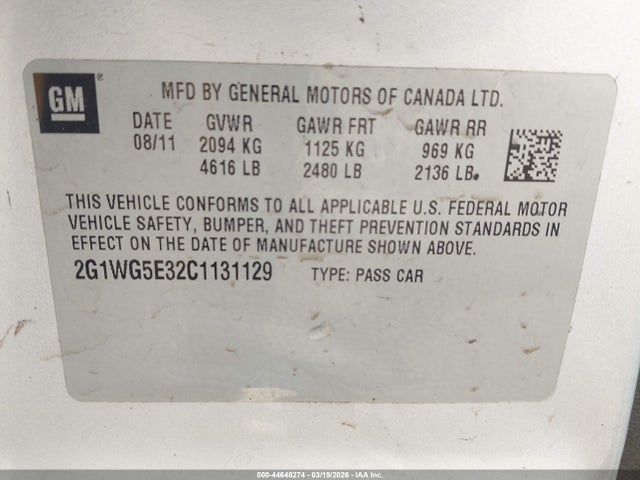 GM
MFD BY GENERAL MOTORS OF CANADA LTD.
DATE GVWR GAWR FRT GAWR RR
08/11 2094 KG 1125 KG 969 KG
4616 LB 2480 LB 2136 LB.
THIS VEHICLE CONFORMS TO ALL APPLICABLE U.S. FEDERAL MOTOR
VEHICLE SAFETY, BUMPER, AND THEFT PREVENTION STANDARDS IN
EFFECT ON THE DATE OF MANUFACTURE SHOWN ABOVE.
2G1WG5E32C1131129 TYPE: PASS CAR
000-44648274 - 03/19/2026 - IAA Inc.